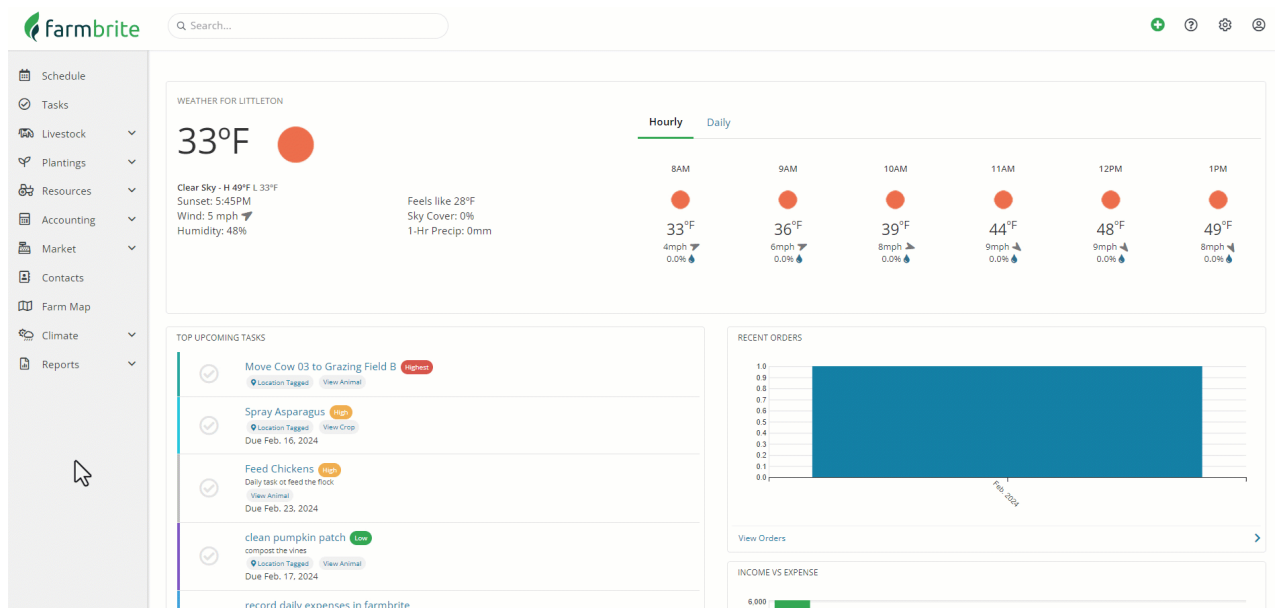 farmbrite
Search...
Schedule
Tasks
Livestock
Plantings
Resources
Accounting
Market
Contacts
Farm Map
Climate
Reports
WEATHER FOR LITTLETON
33°F
Clear Sky - H 49°F L 33°F
Sunset: 5:45PM
Wind: 5 mph
Humidity: 48%
Feels like 28°F
Sky Cover: 0%
1-Hr Precip: 0mm
Hourly Daily
8AM 9AM 10AM 11AM 12PM 1PM
33°F 36°F 39°F 44°F 48°F 49°F
4mph 6mph 8mph 9mph 9mph 8mph
0.0% 0.0% 0.0% 0.0% 0.0% 0.0%
TOP UPCOMING TASKS
Move Cow 03 to Grazing Field B Highest
Location Tagged View Animal
Spray Asparagus High
Location Tagged View Crop
Due Feb. 16, 2024
Feed Chickens High
Daily task ot feed the flock
View Animal
Due Feb. 23, 2024
clean pumpkin patch Low
compost the vines
Location Tagged View Animal
Due Feb. 17, 2024
record daily expenses in farmbrite
RECENT ORDERS
1.0
0.9
0.8
0.7
0.6
0.5
0.4
0.3
0.2
0.1
0.0
Feb. 2024
View Orders
INCOME VS EXPENSE
6,000